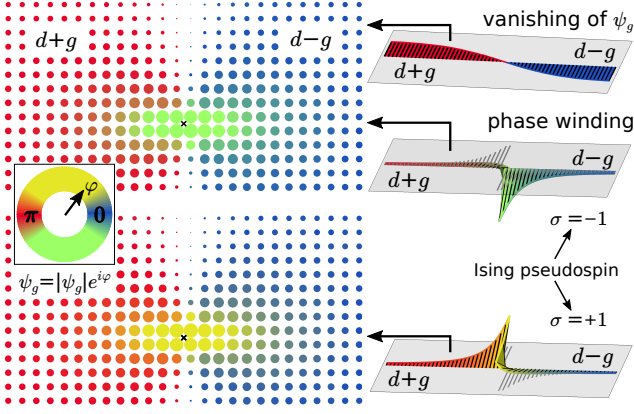 d+g
d−g
vanishing of ψg
d+g
d−g
phase winding
d+g
d−g
φ
π
0
ψg=|ψg|e^{iφ}
σ=−1
Ising pseudospin
σ=+1
d+g
d−g